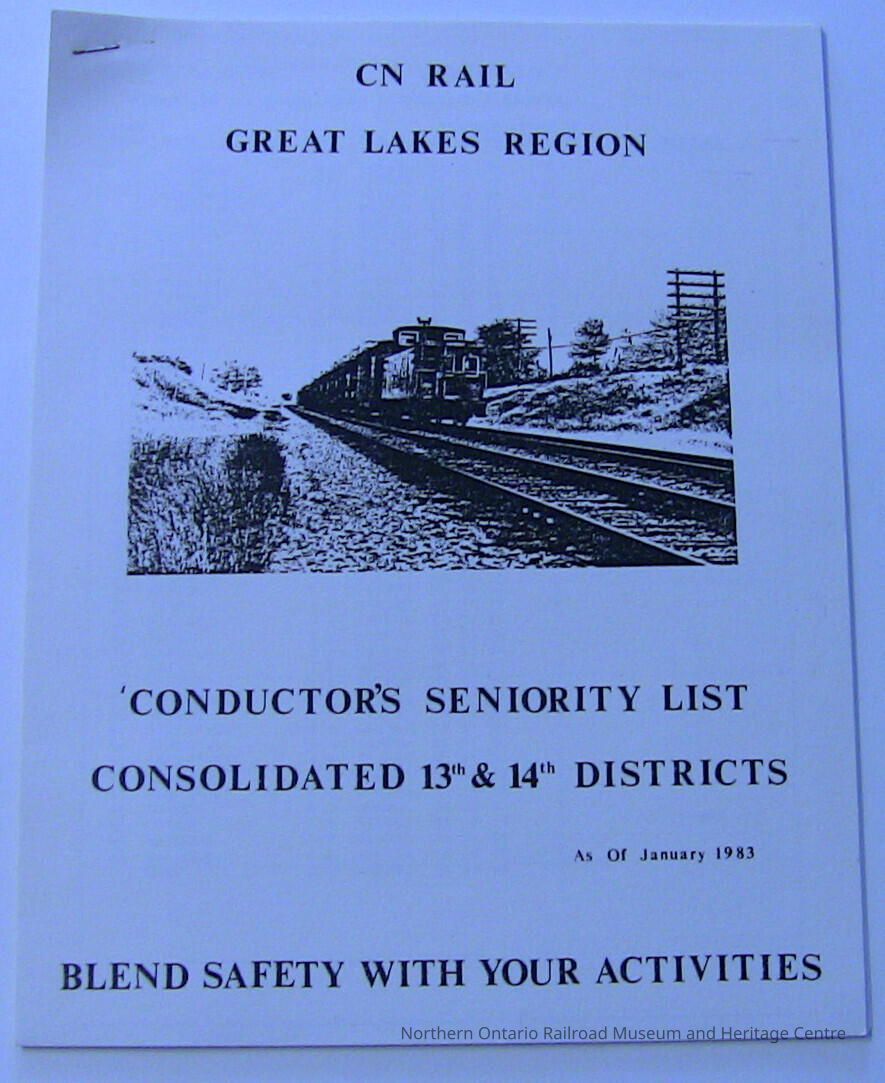 CN RAIL
GREAT LAKES REGION
'CONDUCTOR'S SENIORITY LIST
CONSOLIDATED 13th & 14th DISTRICTS
As Of January 1983
BLEND SAFETY WITH YOUR ACTIVITIES
Northern Ontario Railroad Museum and Heritage Centre